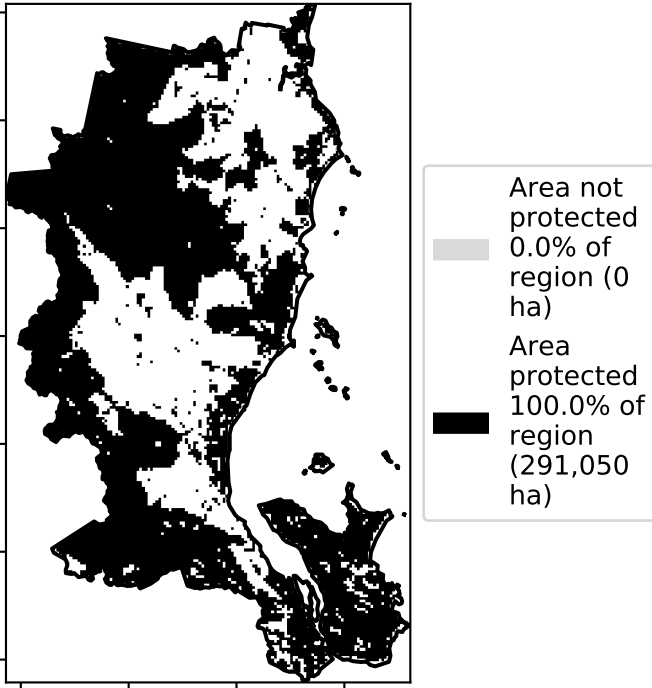 Area not
protected
0.0% of
region (0
ha)
Area
protected
100.0% of
region
(291,050
ha)